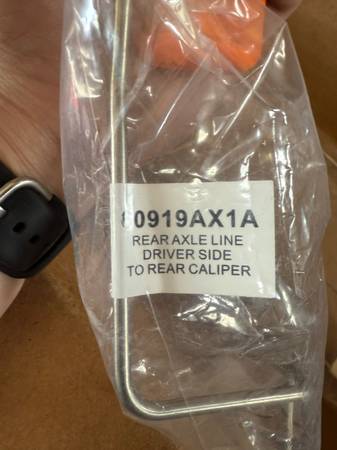 0919AX1A
REAR AXLE LINE
DRIVER SIDE
TO REAR CALIPER